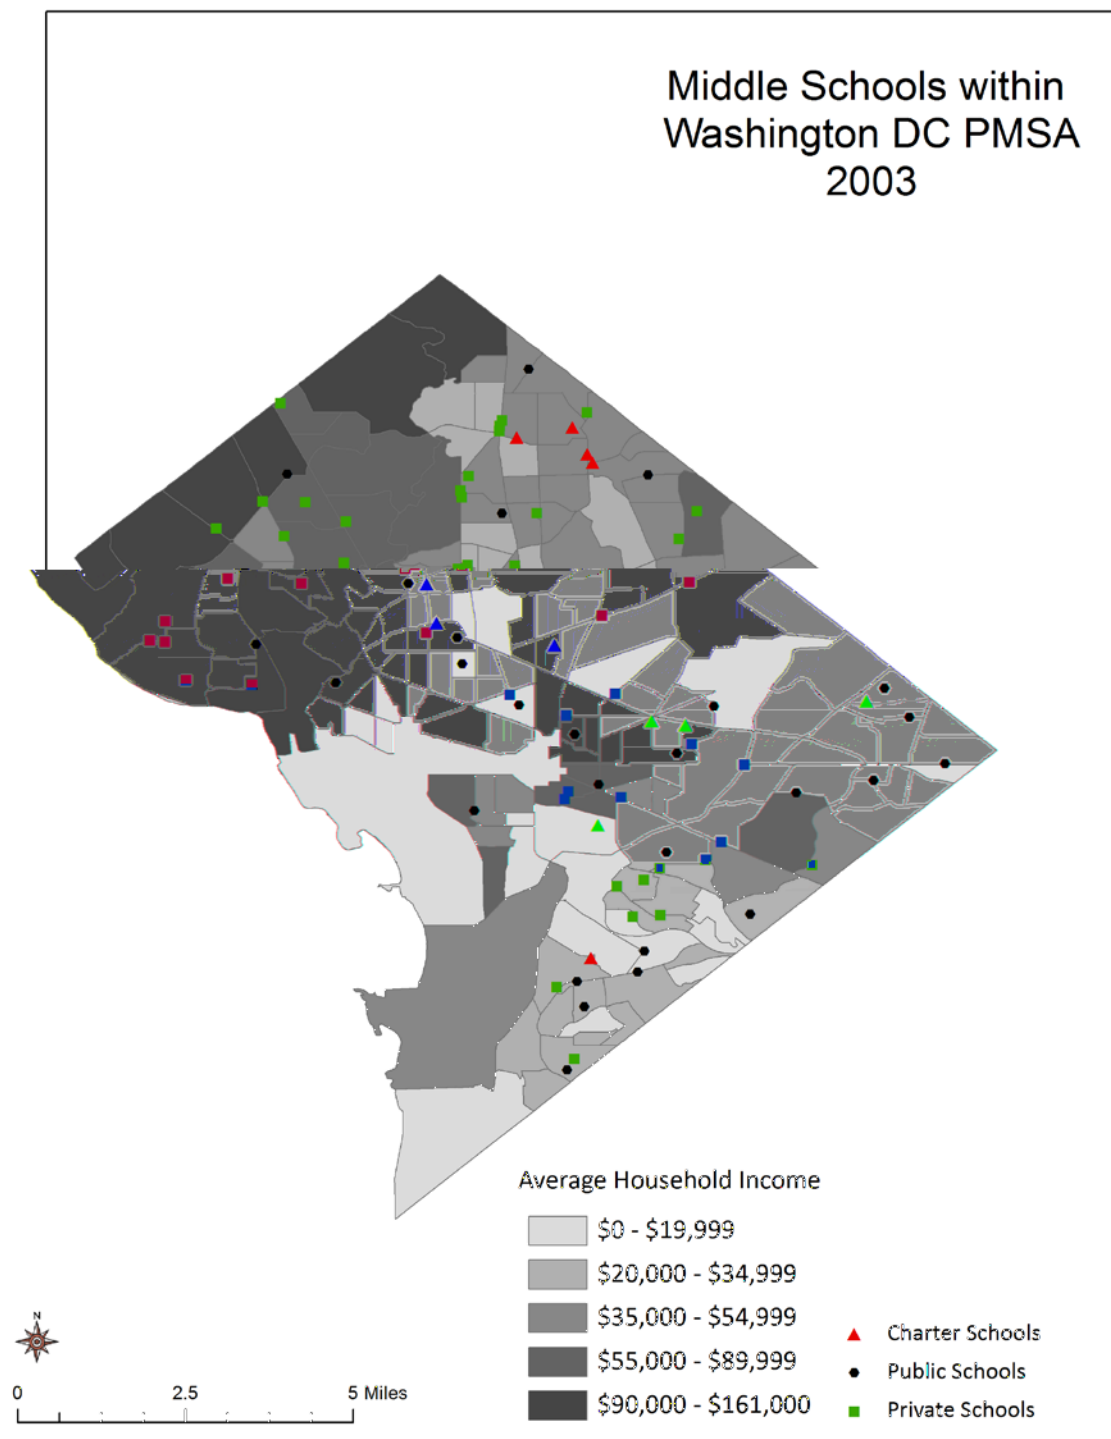 Middle Schools within
Washington DC PMSA
2003
Average Household Income
$0 - $19,999
$20,000 - $34,999
$35,000 - $54,999
$55,000 - $89,999
$90,000 - $161,000
Charter Schools
Public Schools
Private Schools
N
0 2.5 5 Miles